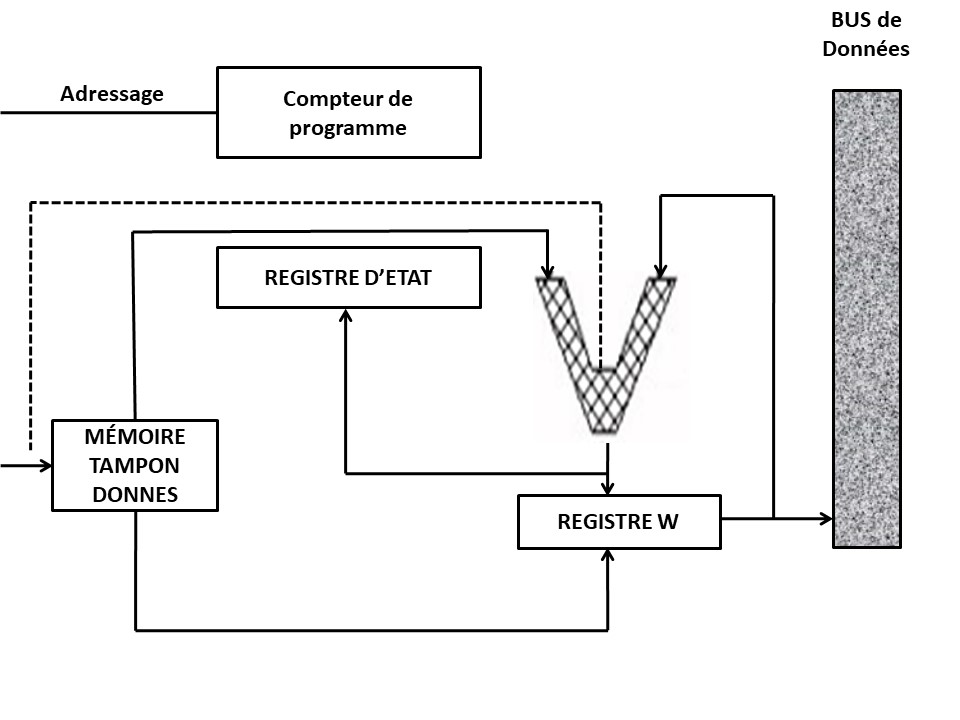 BUS de
Données
Adressage
Compteur de
programme
REGISTRE D’ETAT
MÉMOIRE
TAMPON
DONNES
REGISTRE W